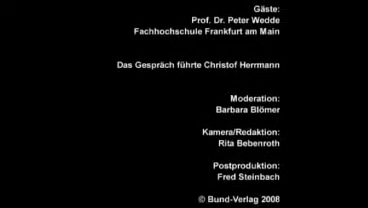 Gäste:
Prof. Dr. Peter Wedde
Fachhochschule Frankfurt am Main
Das Gespräch führte Christof Herrmann
Moderation:
Barbara Blömer
Kamera/Redaktion:
Rita Bebenroth
Postproduktion:
Fred Steinbach
© Bund-Verlag 2008